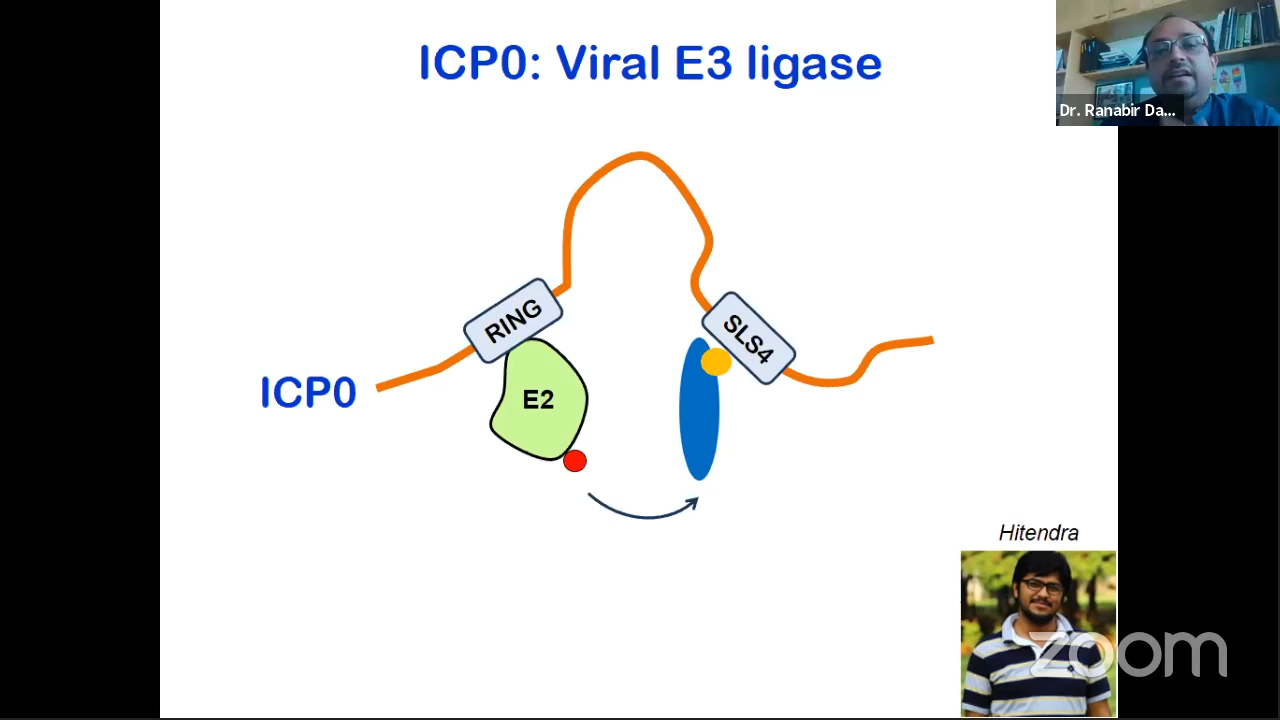 ICP0: Viral E3 ligase
Dr. Ranabir Da...
RING
SLS4
ICP0
E2
Hitendra
zoom